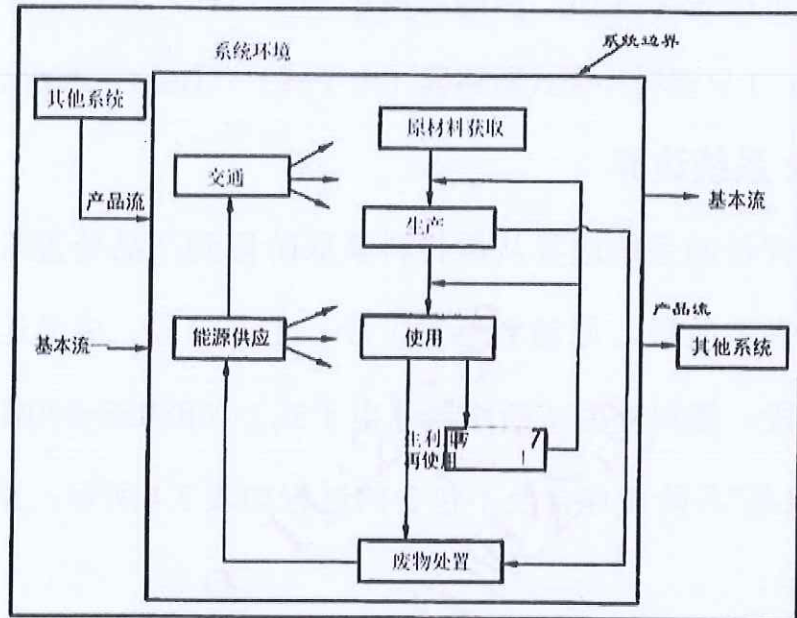 系统环境
系统边界
其他系统
原材料获取
交通
产品流
基本流
生产
产品流
能源供应
使用
基本流
其他系统
再使用
废物处置